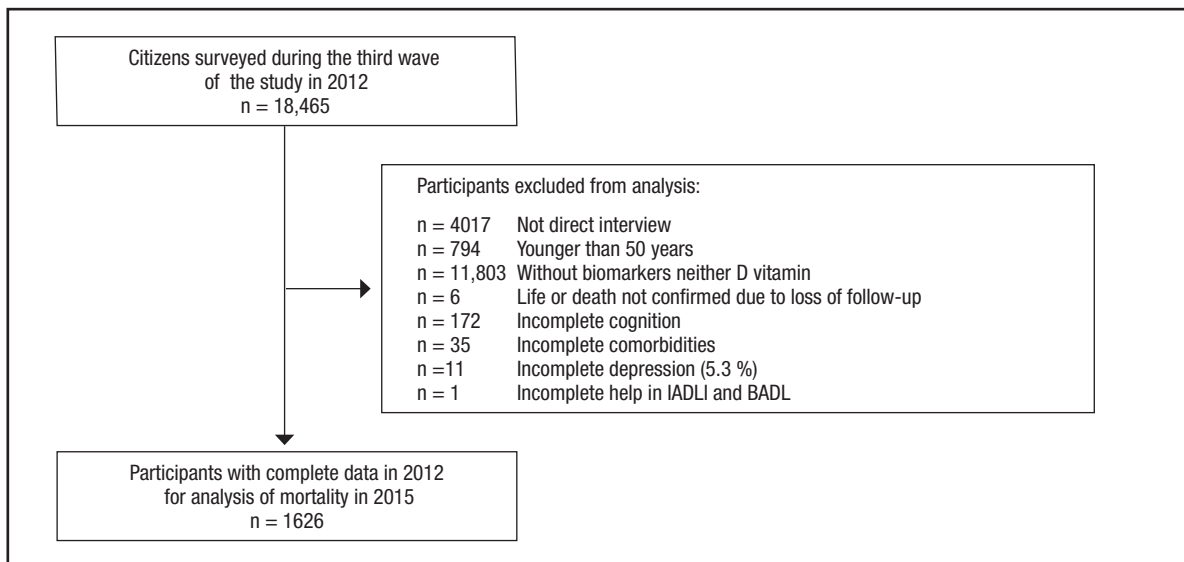 Citizens surveyed during the third wave
of the study in 2012
n = 18,465
Participants excluded from analysis:
n = 4017 Not direct interview
n = 794 Younger than 50 years
n = 11,803 Without biomarkers neither D vitamin
n = 6 Life or death not confirmed due to loss of follow-up
n = 172 Incomplete cognition
n = 35 Incomplete comorbidities
n =11 Incomplete depression (5.3 %)
n = 1 Incomplete help in IADLI and BADL
Participants with complete data in 2012
for analysis of mortality in 2015
n = 1626